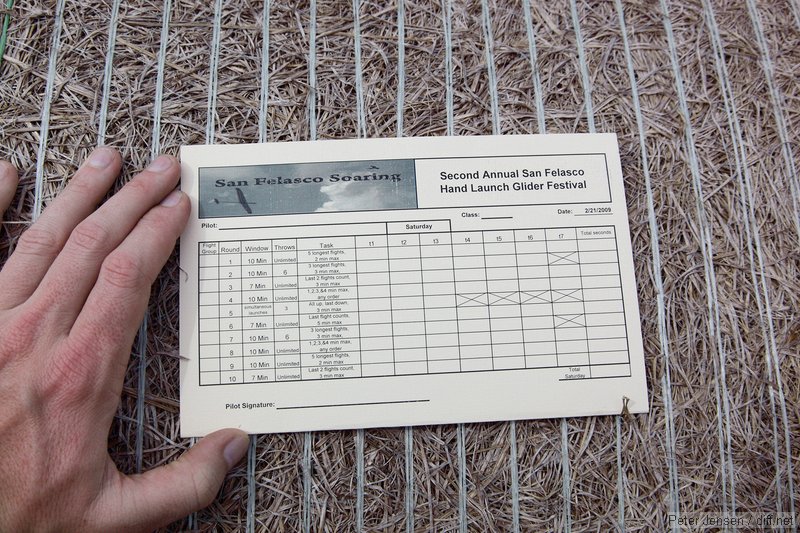 San Felasco Soaring
Second Annual San Felasco
Hand Launch Glider Festival
Pilot:
Saturday
Class:
Date: 2/21/2009
Flight Group Round Window Throws Task t1 t2 t3 t4 t5 t6 t7 Total seconds
1 10 Min Unlimited 5 longest flights, 2 min max
2 10 Min 6 3 longest flights, 3 min max
3 7 Min Unlimited Last 2 flights count, 3 min max
4 10 Min Unlimited 1,2,3,&4 min max, any order
5 simultaneous launches 3 All up, last down, 3 min max
6 7 Min Unlimited Last flight counts, 5 min max
7 10 Min 6 3 longest flights, 3 min max
8 10 Min Unlimited 1,2,3,&4 min max, any order
9 10 Min Unlimited 5 longest flights, 2 min max
10 7 Min Unlimited Last 2 flights count, 3 min max
Total
Saturday
Pilot Signature:
Peter Jensen / diff.net